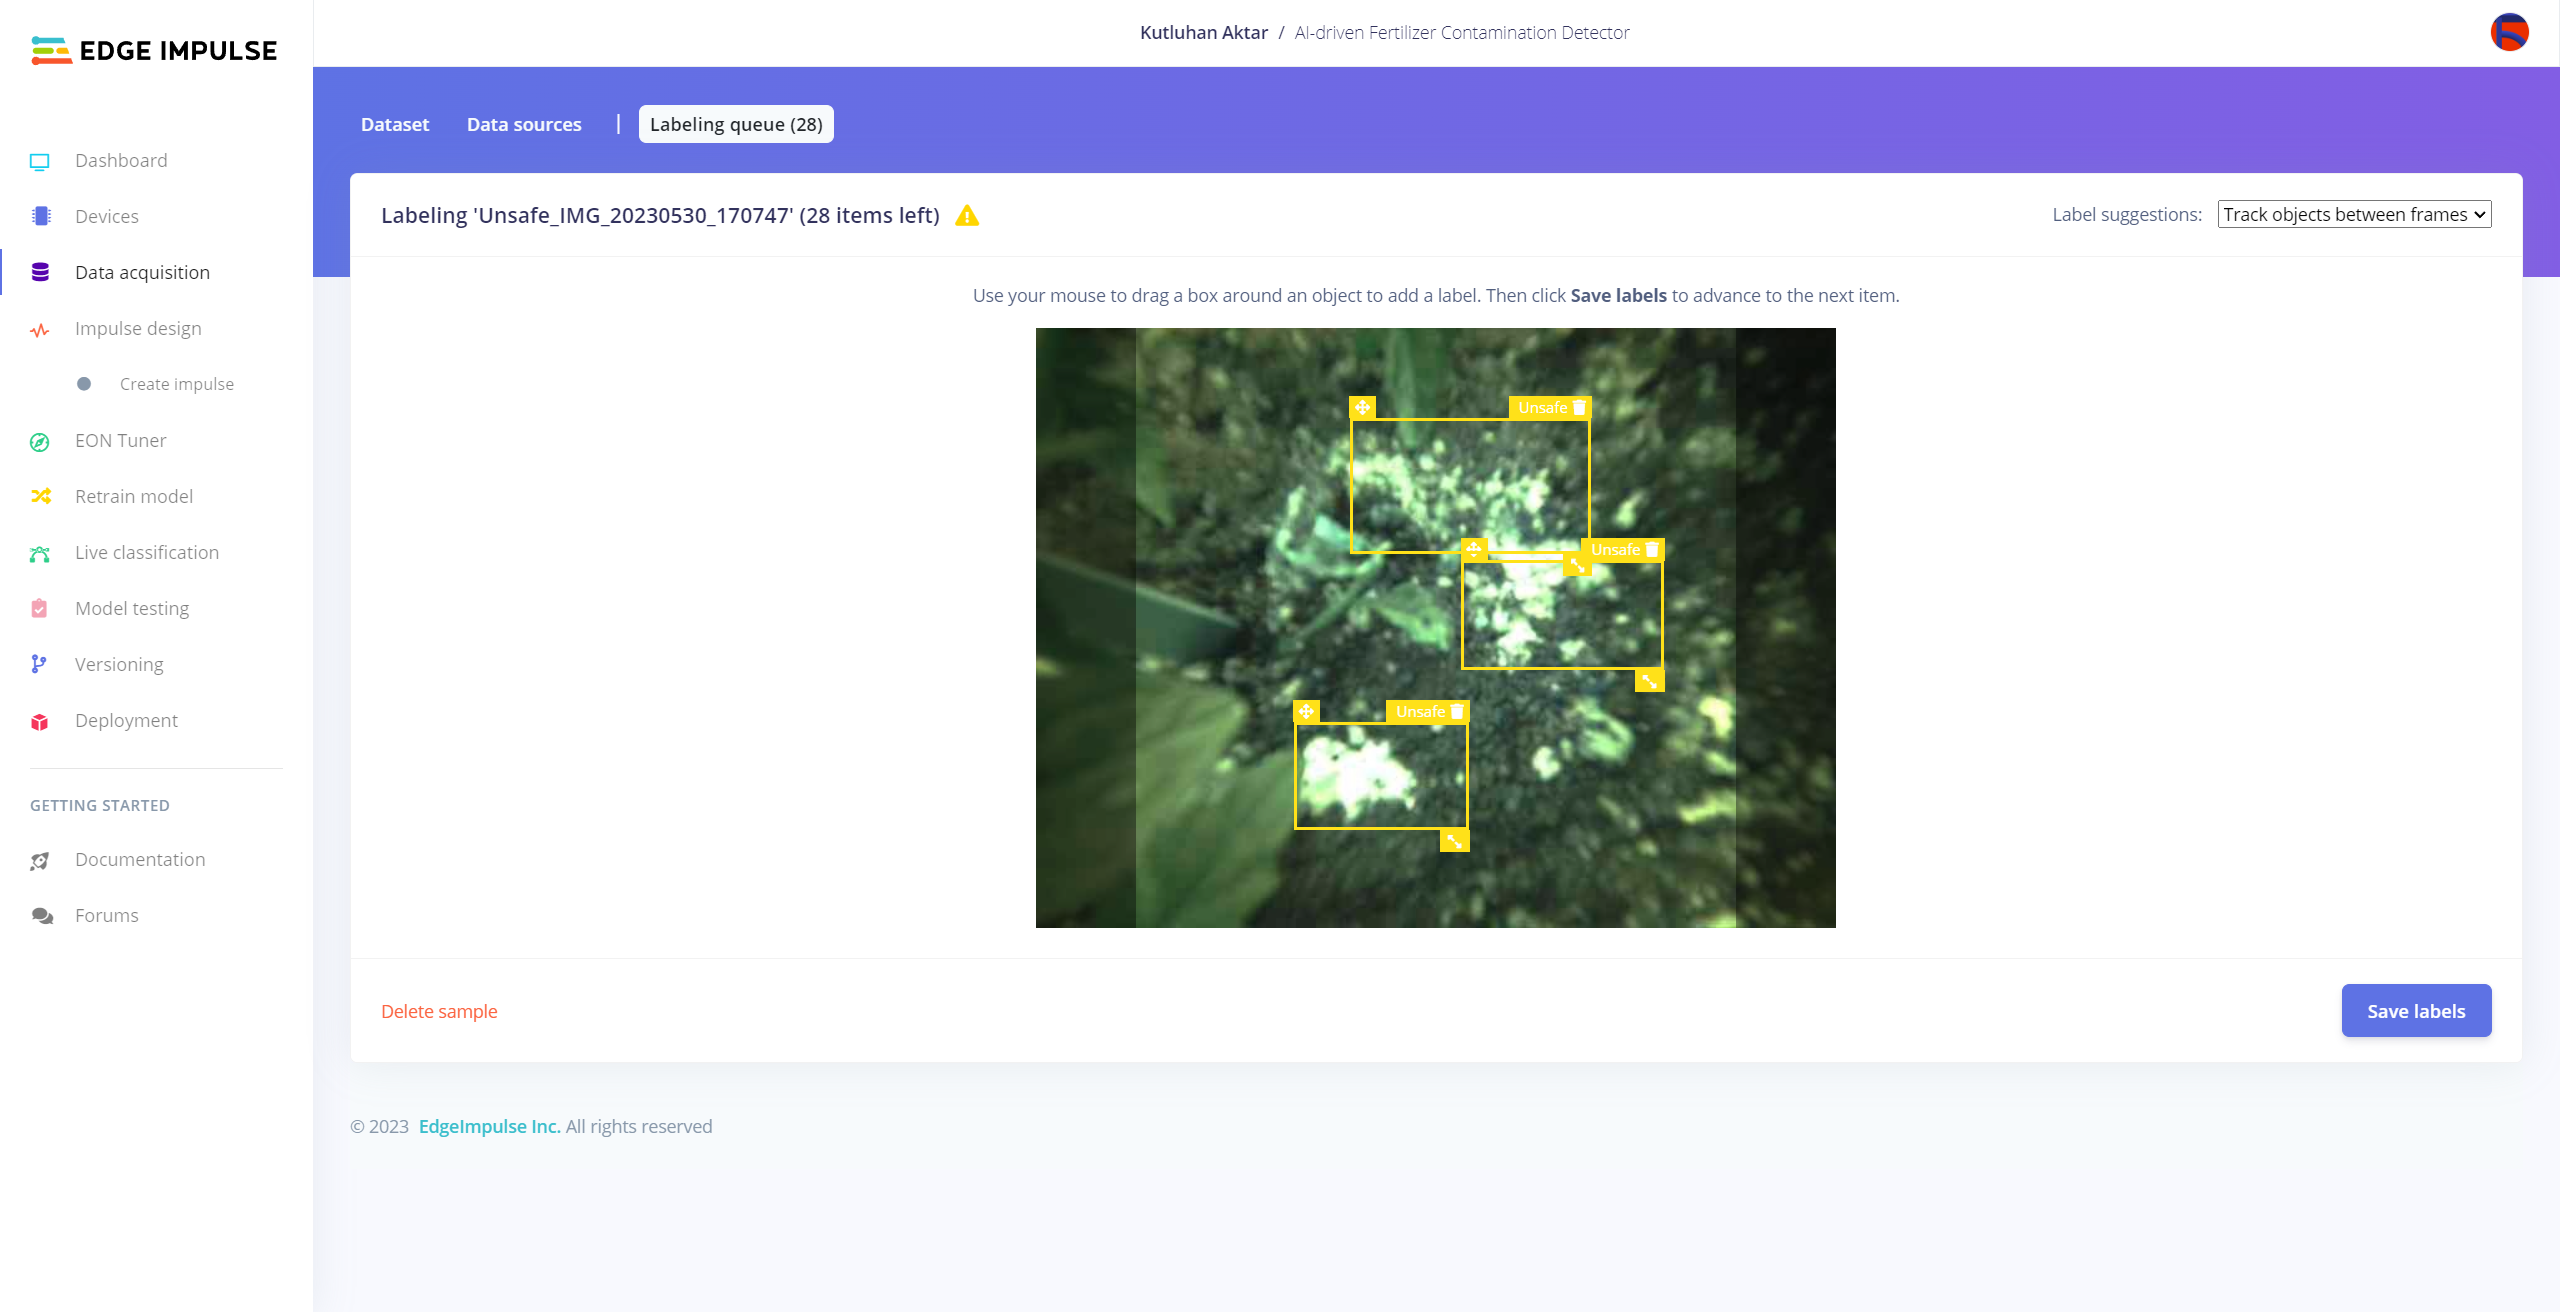 EDGE IMPULSE
Kutluhan Aktar / AI-driven Fertilizer Contamination Detector
Dashboard
Devices
Data acquisition
Impulse design
Create impulse
EON Tuner
Retrain model
Live classification
Model testing
Versioning
Deployment
GETTING STARTED
Documentation
Forums
Dataset
Data sources
Labeling queue (28)
Labeling 'Unsafe_IMG_20230530_170747' (28 items left)
Label suggestions: Track objects between frames
Use your mouse to drag a box around an object to add a label. Then click Save labels to advance to the next item.
Unsafe
Unsafe
Unsafe
Delete sample
Save labels
© 2023 EdgeImpulse Inc. All rights reserved